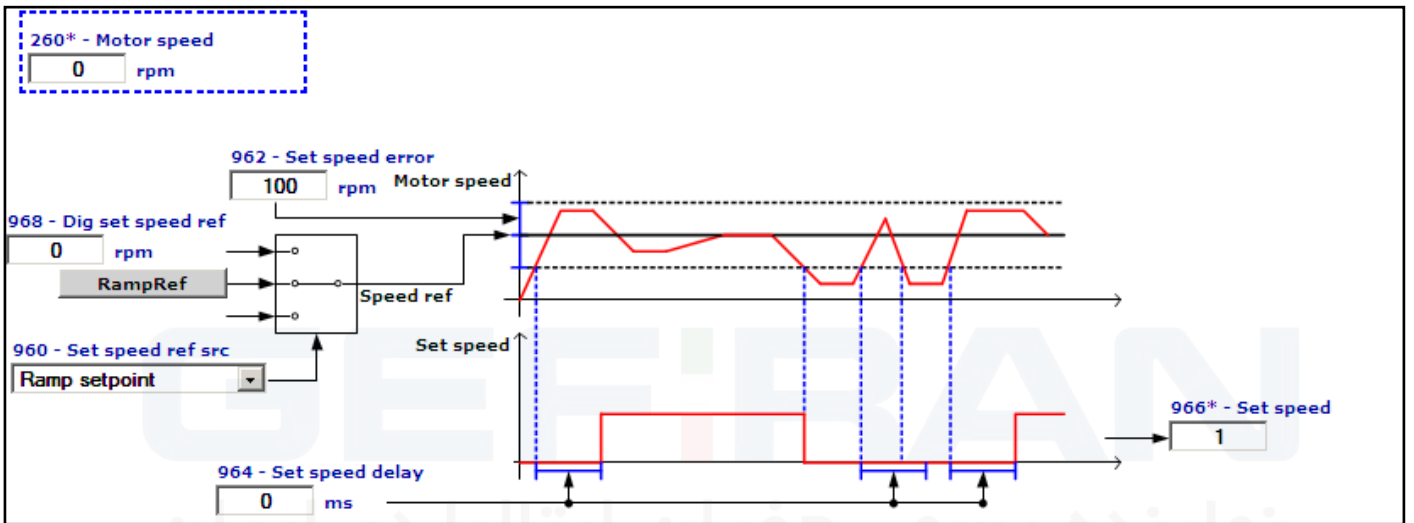 260* - Motor speed
0 rpm
962 - Set speed error
100 rpm
Motor speed
968 - Dig set speed ref
0 rpm
RampRef
Speed ref
960 - Set speed ref src
Ramp setpoint
Set speed
GEFRAN
966* - Set speed
1
964 - Set speed delay
0 ms